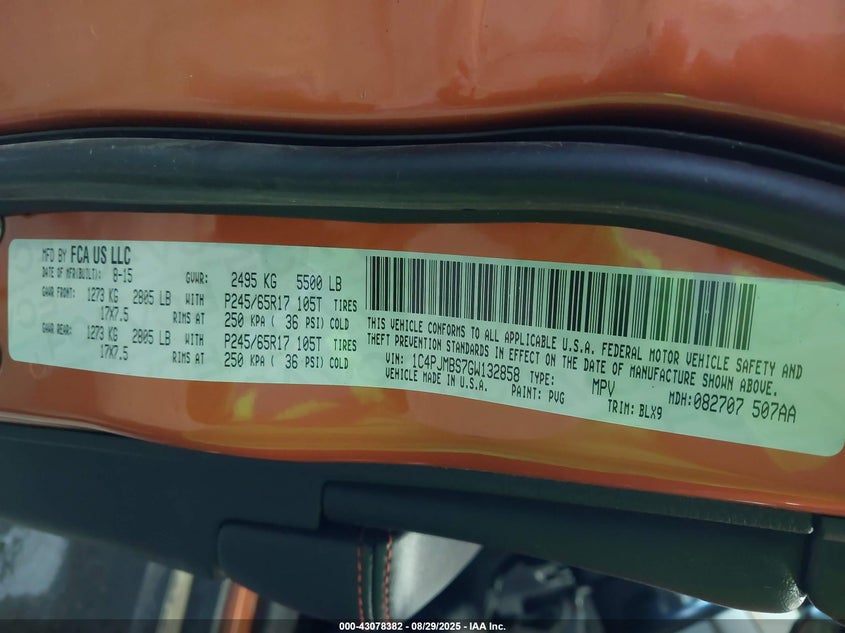 MFD BY FCA US LLC
DATE OF MFR(BUILT): 8-15 GVWR: 2495 KG 5500 LB
GAWR FRONT: 1273 KG 2805 LB WITH P245/65R17 105T TIRES
17X7.5 RIMS AT 250 KPA ( 36 PSI) COLD
GAWR REAR: 1273 KG 2805 LB WITH P245/65R17 105T TIRES
17X7.5 RIMS AT 250 KPA ( 36 PSI) COLD
THIS VEHICLE CONFORMS TO ALL APPLICABLE U.S.A. FEDERAL MOTOR VEHICLE SAFETY AND
THEFT PREVENTION STANDARDS IN EFFECT ON THE DATE OF MANUFACTURE SHOWN ABOVE.
VIN: 1C4PJMBS7GW132858 TYPE: MPV MDH:082707 507AA
VEHICLE MADE IN U.S.A. PAINT: PVG TRIM: BLX9
000-43078382 - 08/29/2025 - IAA Inc.